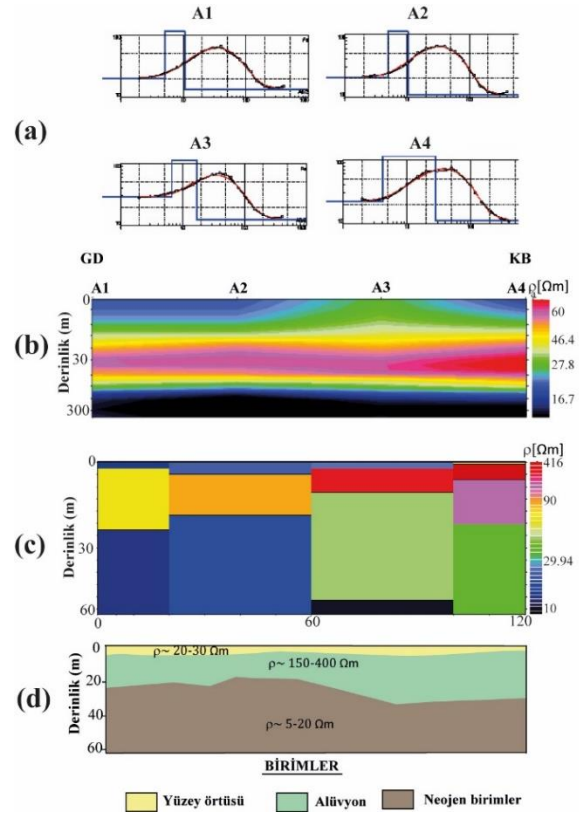 A1 A2
(a)
A3 A4
GD KB
A1 A2 A3 A4 ρ[Ωm]
(b)
Derinlik (m)
0
30
300
60
46.4
27.8
16.7
(c)
Derinlik (m)
0
30
60
0 60 120
ρ[Ωm]
416
90
29.94
10
(d)
Derinlik (m)
0
20
40
60
ρ~ 20-30 Ωm
ρ~ 150-400 Ωm
ρ~ 5-20 Ωm
BİRİMLER
Yüzey örtüsü Alüvyon Neojen birimler